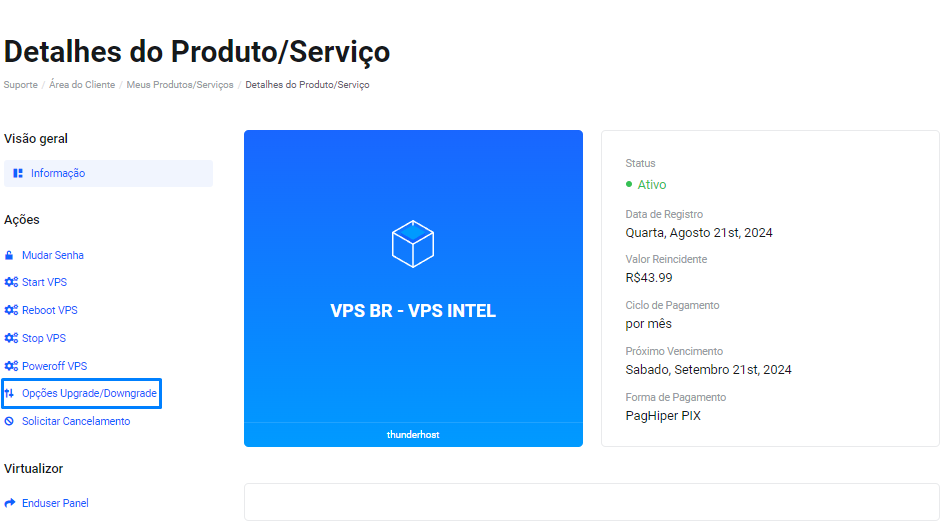 Detalhes do Produto/Serviço
Suporte / Área do Cliente / Meus Produtos/Serviços / Detalhes do Produto/Serviço
Visão geral
Informação
Ações
Mudar Senha
Start VPS
Reboot VPS
Stop VPS
Poweroff VPS
Opções Upgrade/Downgrade
Solicitar Cancelamento
Virtualizor
Enduser Panel
VPS BR - VPS INTEL
thunderhost
Status
Ativo
Data de Registro
Quarta, Agosto 21st, 2024
Valor Reincidente
R$43.99
Ciclo de Pagamento
por mês
Próximo Vencimento
Sabado, Setembro 21st, 2024
Forma de Pagamento
PagHiper PIX